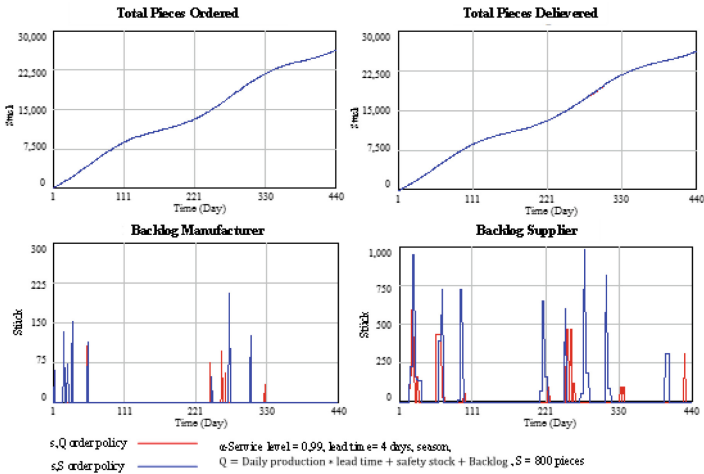 Total Pieces Ordered
Total Pieces Delievered
30,000
22,500
15,000
7,500
0
1 111 221 330 440
Time (Day)
30,000
22,500
15,000
7,500
0
1 111 221 330 440
Time (Day)
Backlog Manufacturer
Backlog Supplier
300
225
150
75
0
Stück
1 111 221 330 440
Time (Day)
1,000
750
500
250
0
Stück
1 111 221 330 440
Time (Day)
s,Q order policy
α-Service level = 0,99, lead time= 4 days, season,
s,S order policy
Q = Daily production * lead time + safety stock + Backlog , S = 800 pieces